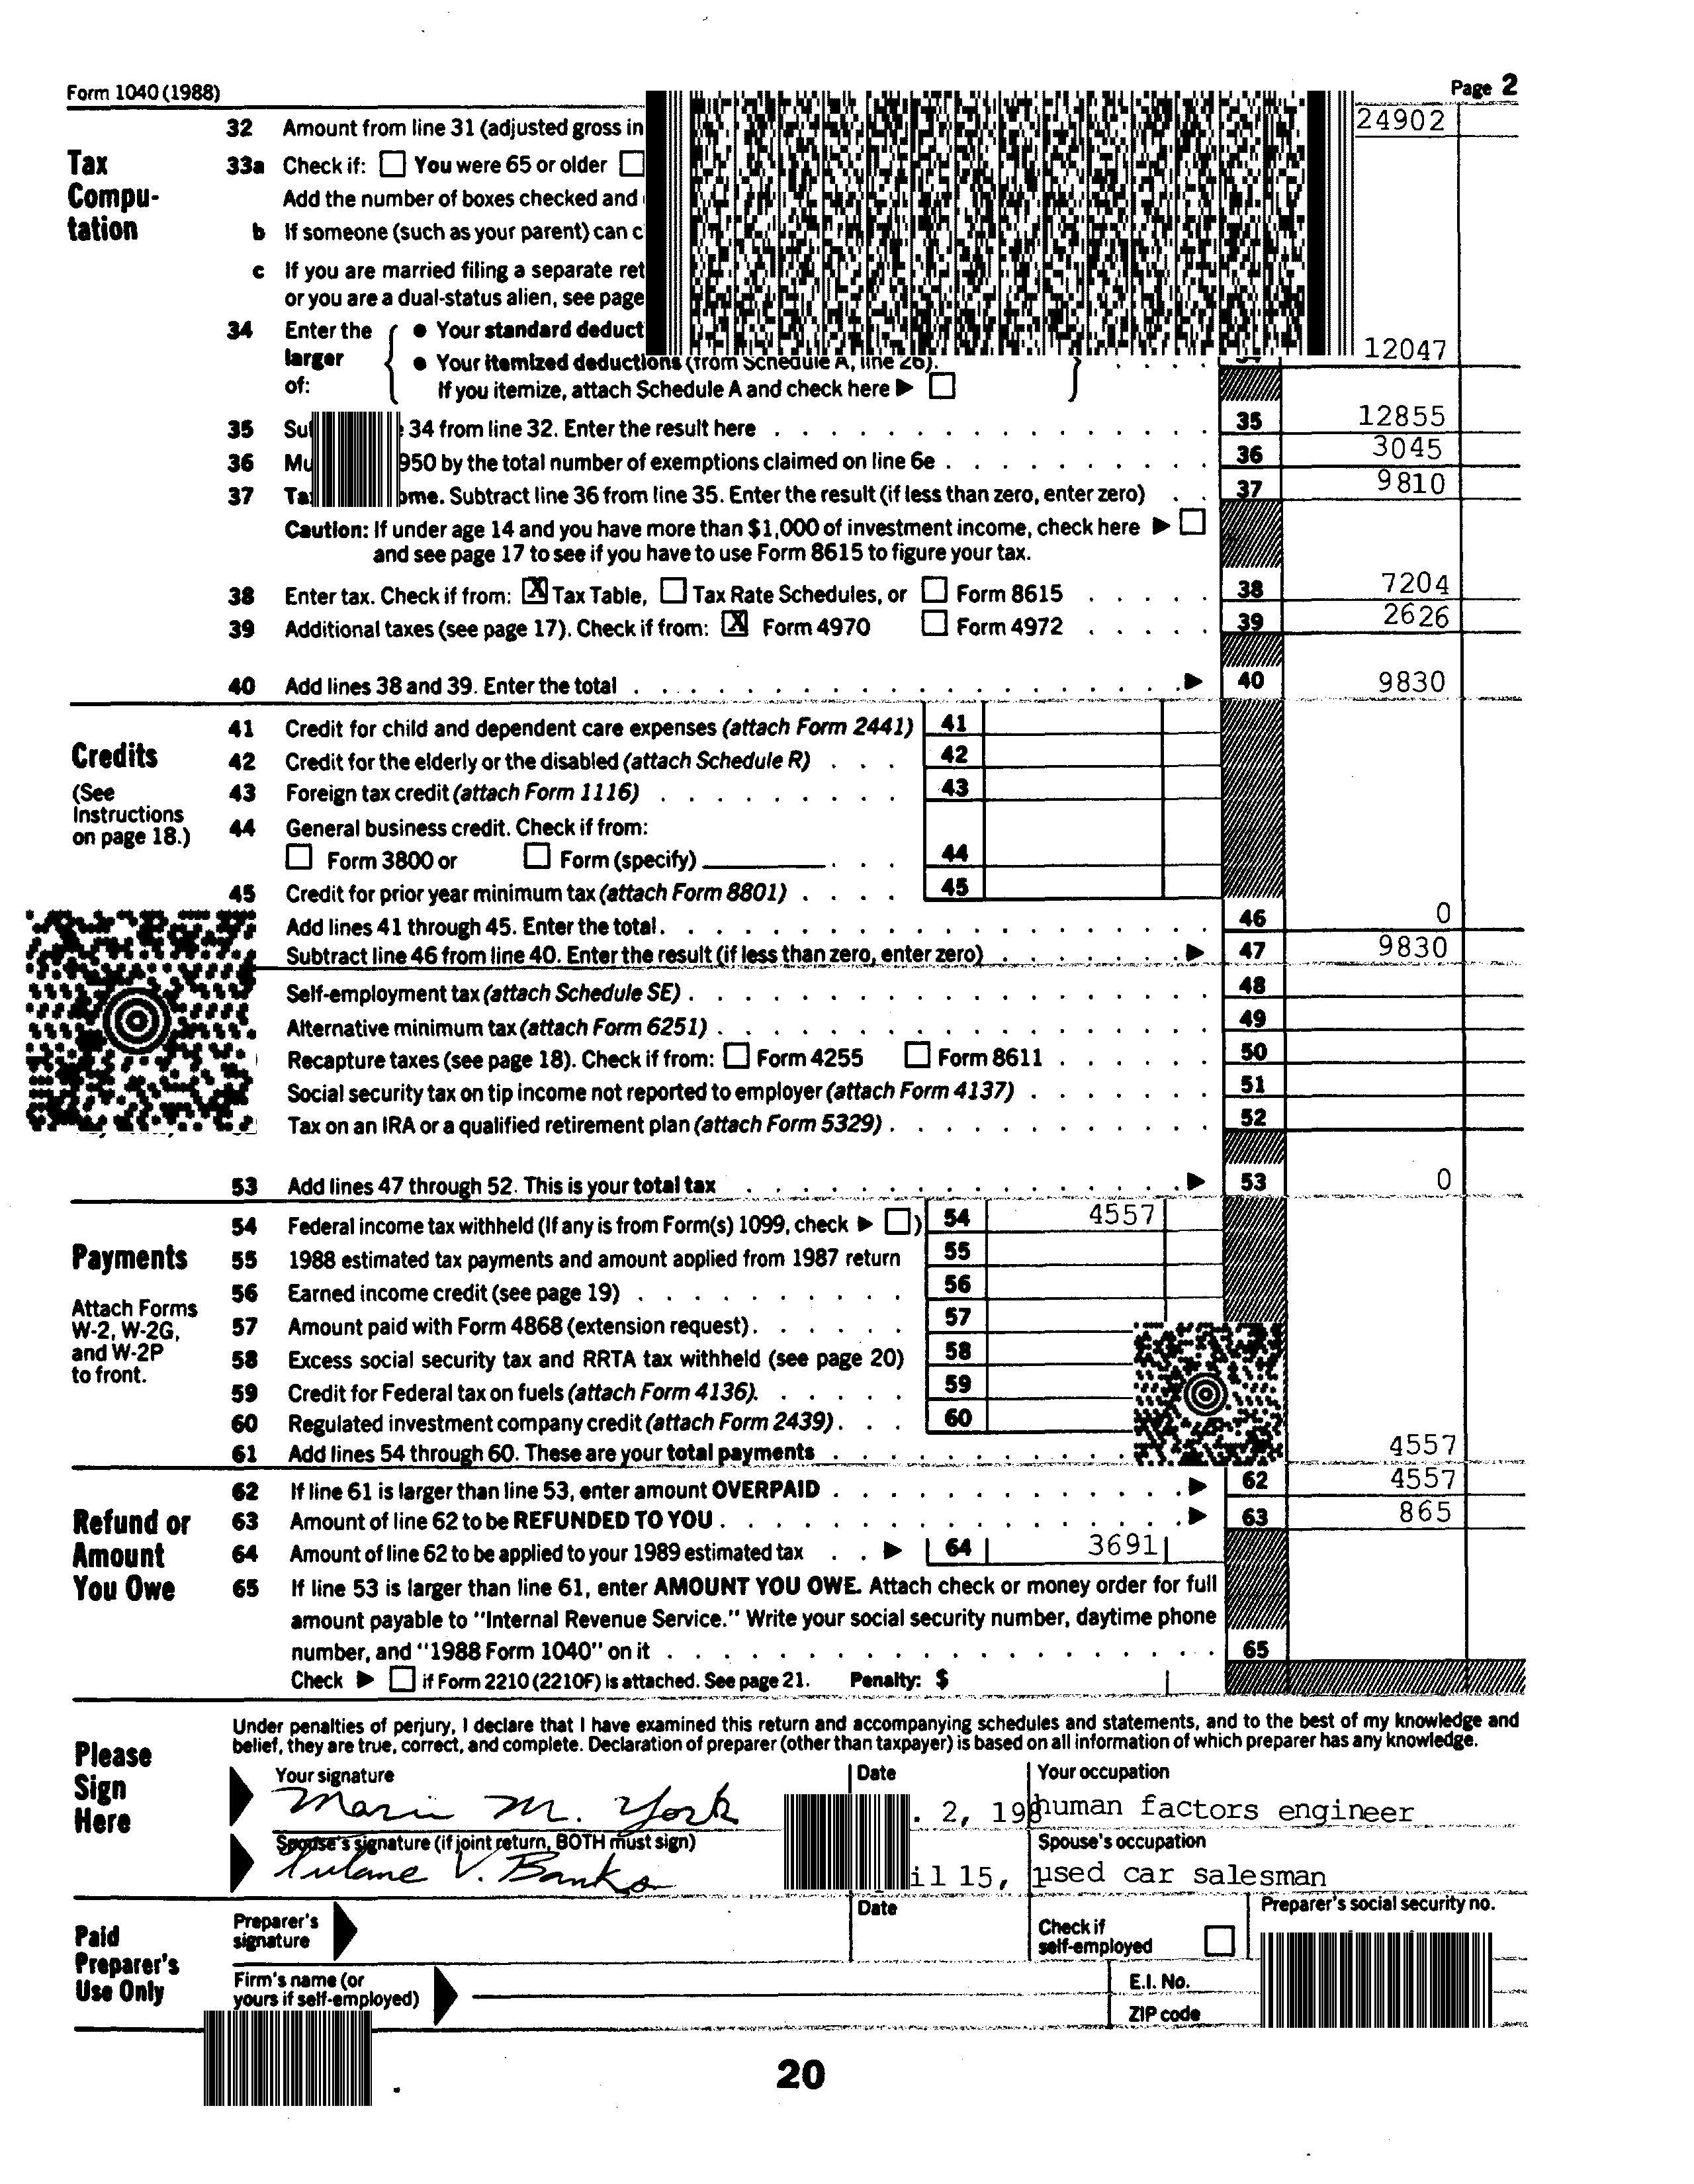 Form 1040 (1988)
Page 2
32 Amount from line 31 (adjusted gross in 24902
Tax Compu-tation
33a Check if: You were 65 or older
Add the number of boxes checked and
b If someone (such as your parent) can c
c If you are married filing a separate ret
or you are a dual-status alien, see page
34 Enter the larger of:
● Your standard deduct
● Your itemized deductions (from Schedule A, line 26). 12047
If you itemize, attach Schedule A and check here ▶
35 Su 34 from line 32. Enter the result here 35 12855
36 Mu 950 by the total number of exemptions claimed on line 6e 36 3045
37 Ta ome. Subtract line 36 from line 35. Enter the result (if less than zero, enter zero) 37 9810
Caution: If under age 14 and you have more than $1,000 of investment income, check here ▶
and see page 17 to see if you have to use Form 8615 to figure your tax.
38 Enter tax. Check if from: X Tax Table, Tax Rate Schedules, or Form 8615 38 7204
39 Additional taxes (see page 17). Check if from: X Form 4970 Form 4972 39 2626
40 Add lines 38 and 39. Enter the total ▶ 40 9830
Credits
(See Instructions on page 18.)
41 Credit for child and dependent care expenses (attach Form 2441) 41
42 Credit for the elderly or the disabled (attach Schedule R) 42
43 Foreign tax credit (attach Form 1116) 43
44 General business credit. Check if from:
Form 3800 or Form (specify) 44
45 Credit for prior year minimum tax (attach Form 8801) 45
Add lines 41 through 45. Enter the total. 46 0
Subtract line 46 from line 40. Enter the result (if less than zero, enter zero) ▶ 47 9830
Self-employment tax (attach Schedule SE) 48
Alternative minimum tax (attach Form 6251) 49
Recapture taxes (see page 18). Check if from: Form 4255 Form 8611 50
Social security tax on tip income not reported to employer (attach Form 4137) 51
Tax on an IRA or a qualified retirement plan (attach Form 5329) 52
53 Add lines 47 through 52. This is your total tax ▶ 53 0
Payments
Attach Forms W-2, W-2G, and W-2P to front.
54 Federal income tax withheld (If any is from Form(s) 1099, check ▶ ) 54 4557
55 1988 estimated tax payments and amount applied from 1987 return 55
56 Earned income credit (see page 19) 56
57 Amount paid with Form 4868 (extension request) 57
58 Excess social security tax and RRTA tax withheld (see page 20) 58
59 Credit for Federal tax on fuels (attach Form 4136). 59
60 Regulated investment company credit (attach Form 2439) 60
61 Add lines 54 through 60. These are your total payments 4557
Refund or Amount You Owe
62 If line 61 is larger than line 53, enter amount OVERPAID ▶ 62 4557
63 Amount of line 62 to be REFUNDED TO YOU ▶ 63 865
64 Amount of line 62 to be applied to your 1989 estimated tax ▶ 64 3691
65 If line 53 is larger than line 61, enter AMOUNT YOU OWE. Attach check or money order for full
amount payable to "Internal Revenue Service." Write your social security number, daytime phone
number, and "1988 Form 1040" on it 65
Check ▶ if Form 2210 (2210F) is attached. See page 21. Penalty: $
Please Sign Here
Under penalties of perjury, I declare that I have examined this return and accompanying schedules and statements, and to the best of my knowledge and
belief, they are true, correct, and complete. Declaration of preparer (other than taxpayer) is based on all information of which preparer has any knowledge.
Your signature Date Your occupation
Marie M. York . 2, 198 human factors engineer
Spouse's signature (if joint return, BOTH must sign) Spouse's occupation
Tulane V. Banks il 15, used car salesman
Paid Preparer's Use Only
Preparer's signature Date Check if self-employed Preparer's social security no.
Firm's name (or yours if self-employed) E.I. No.
ZIP code
20